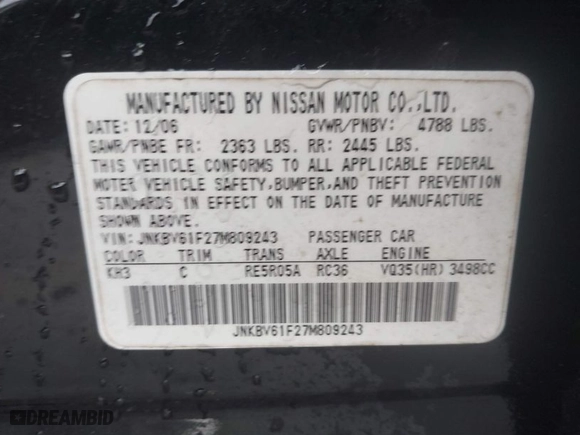 MANUFACTURED BY NISSAN MOTOR CO.,LTD.
DATE: 12/06 GVWR/PNBV: 4788 LBS.
GAWR/PNBE FR: 2363 LBS. RR: 2445 LBS.
THIS VEHICLE CONFORMS TO ALL APPLICABLE FEDERAL
MOTOR VEHICLE SAFETY,BUMPER,AND THEFT PREVENTION
STANDARDS IN EFFECT ON THE DATE OF MANUFACTURE
SHOWN ABOVE.
VIN: JNKBV61F27M809243 PASSENGER CAR
COLOR TRIM TRANS AXLE ENGINE
KH3 C RE5R05A RC36 VQ35(HR) 3498CC
JNKBV61F27M809243
DREAMBID